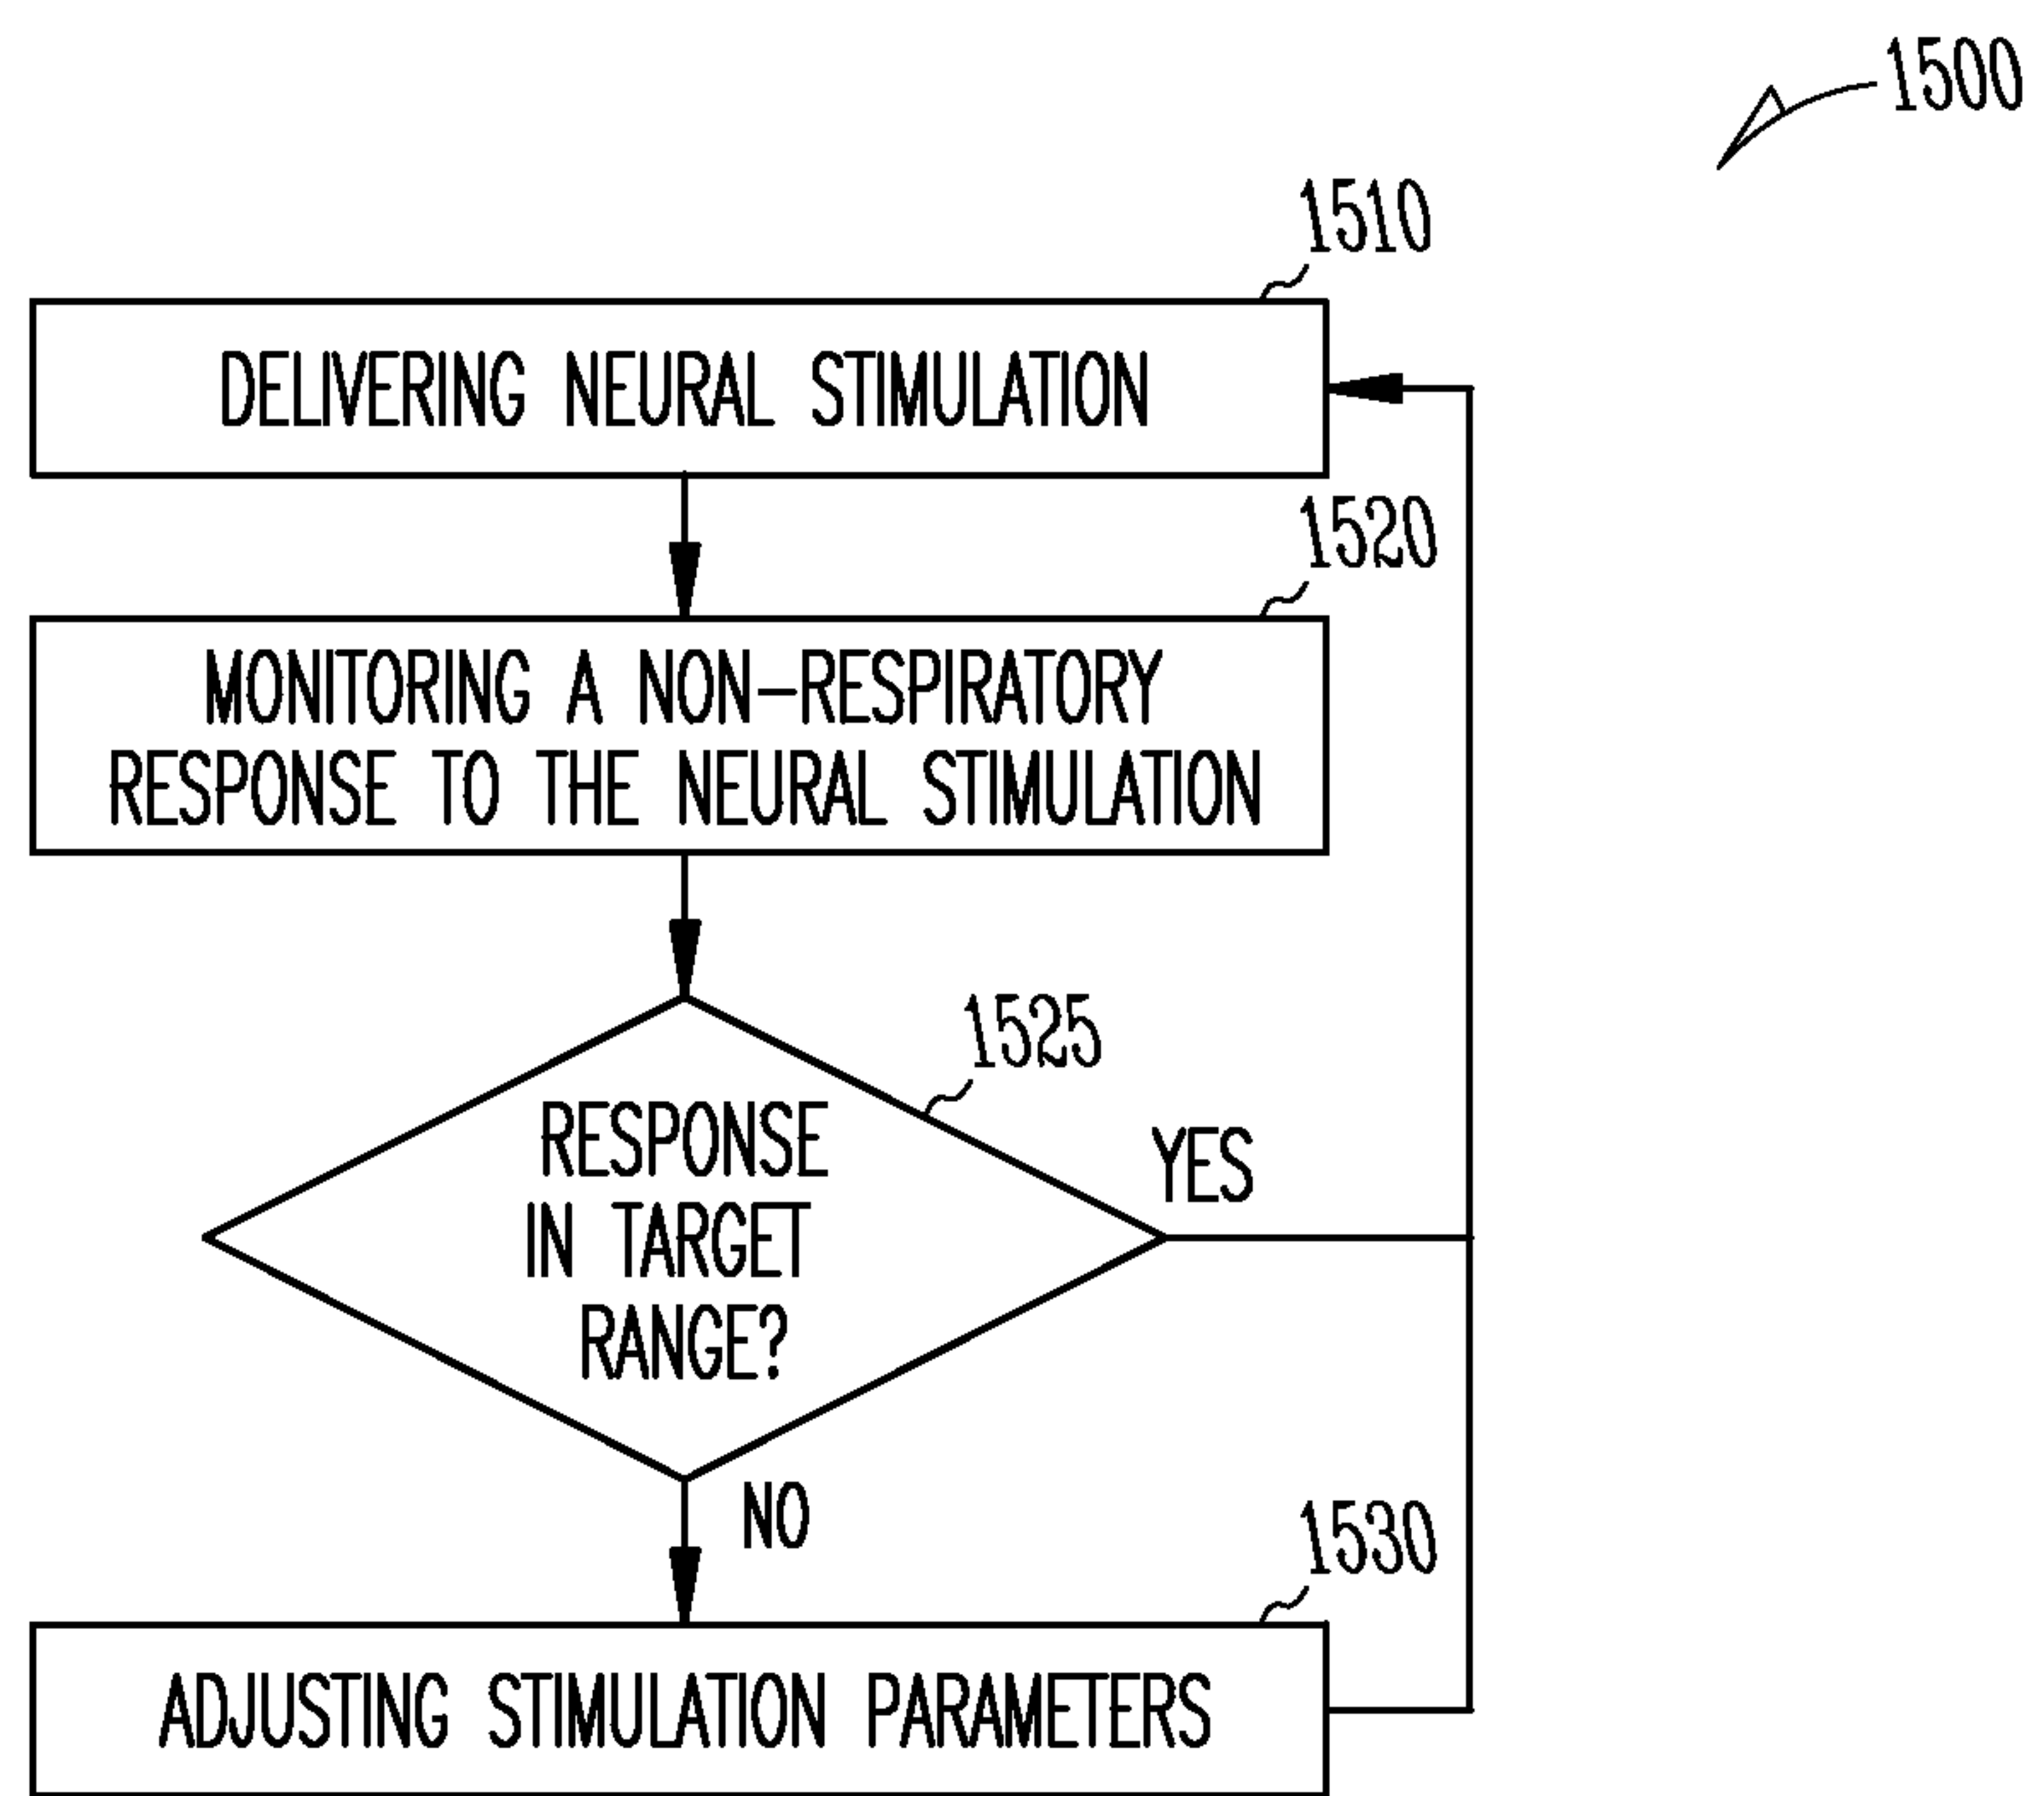 1500
1510
DELIVERING NEURAL STIMULATION
1520
MONITORING A NON-RESPIRATORY
RESPONSE TO THE NEURAL STIMULATION
1525
RESPONSE
IN TARGET
RANGE?
YES
NO
1530
ADJUSTING STIMULATION PARAMETERS